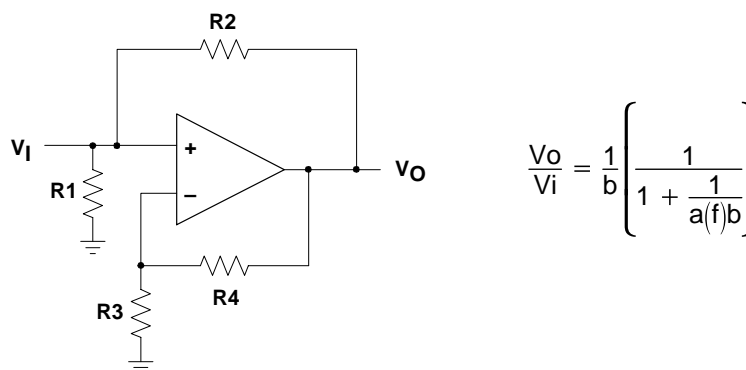 R2
V_I
+
R1
−
V_O
R4
R3
Vo/Vi = 1/b [1/(1 + 1/(a(f)b))]